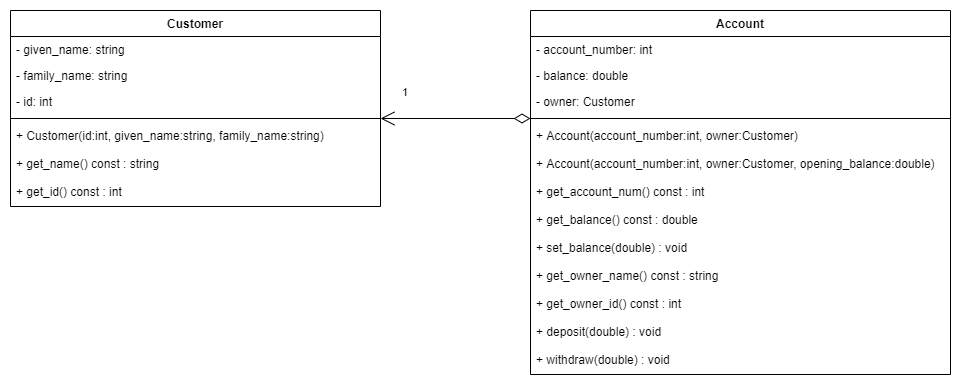 Customer
- given_name: string
- family_name: string
- id: int
+ Customer(id:int, given_name:string, family_name:string)
+ get_name() const : string
+ get_id() const : int
1
Account
- account_number: int
- balance: double
- owner: Customer
+ Account(account_number:int, owner:Customer)
+ Account(account_number:int, owner:Customer, opening_balance:double)
+ get_account_num() const : int
+ get_balance() const : double
+ set_balance(double) : void
+ get_owner_name() const : string
+ get_owner_id() const : int
+ deposit(double) : void
+ withdraw(double) : void